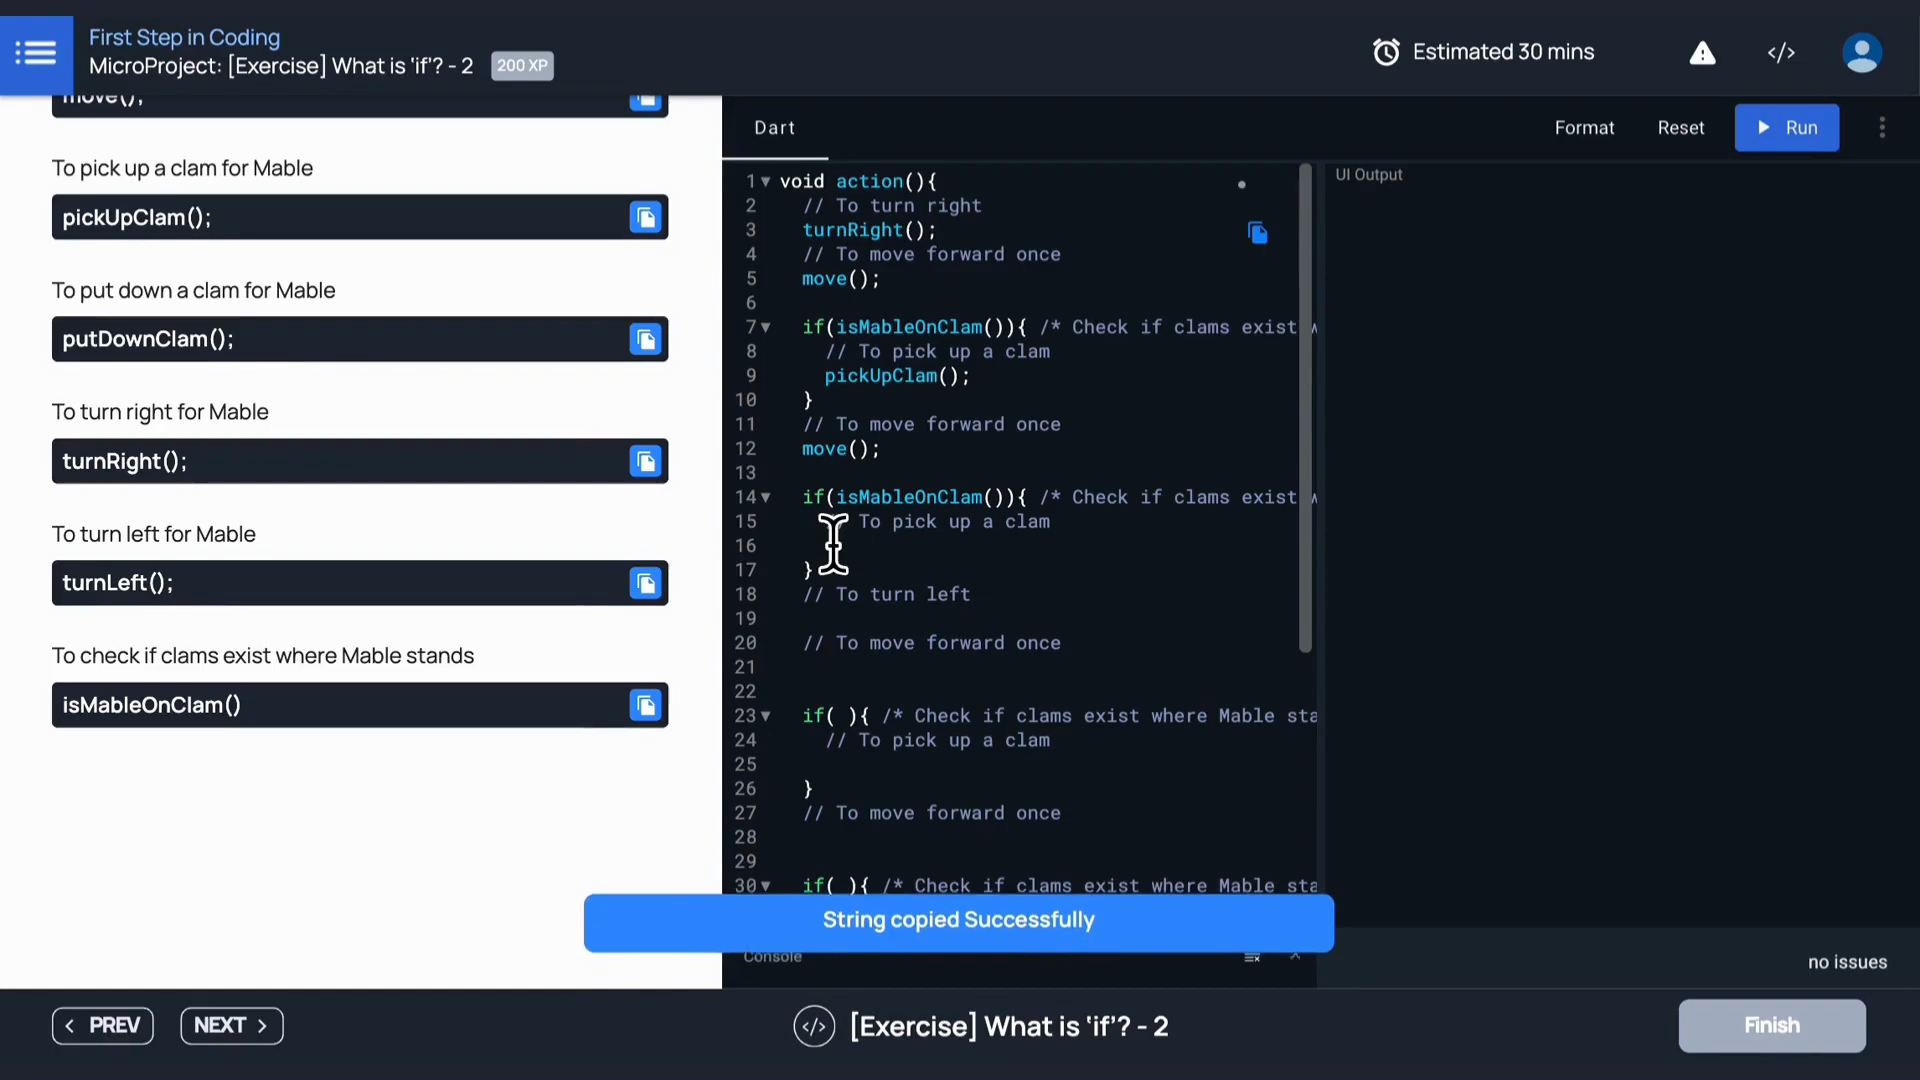 First Step in Coding
MicroProject: [Exercise] What is ‘if’? - 2 200 XP
Estimated 30 mins
</>
move();
To pick up a clam for Mable
pickUpClam();
To put down a clam for Mable
putDownClam();
To turn right for Mable
turnRight();
To turn left for Mable
turnLeft();
To check if clams exist where Mable stands
isMableOnClam()
Dart
Format
Reset
Run
1 void action(){
2 // To turn right
3 turnRight();
4 // To move forward once
5 move();
6
7 if(isMableOnClam()){ /* Check if clams exist
8 // To pick up a clam
9 pickUpClam();
10 }
11 // To move forward once
12 move();
13
14 if(isMableOnClam()){ /* Check if clams exist
15 To pick up a clam
16
17 }
18 // To turn left
19
20 // To move forward once
21
22
23 if( ){ /* Check if clams exist where Mable sta
24 // To pick up a clam
25
26 }
27 // To move forward once
28
29
30 if( ){ /* Check if clams exist where Mable sta
UI Output
String copied Successfully
Console
no issues
< PREV
NEXT >
</> [Exercise] What is ‘if’? - 2
Finish